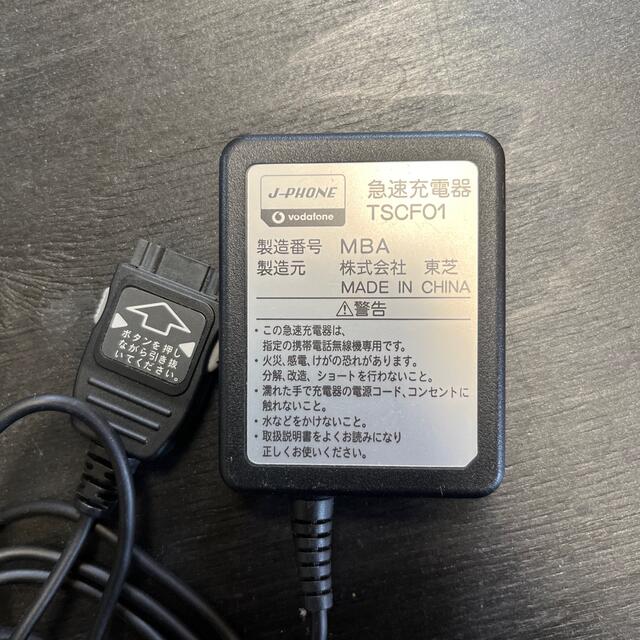 J-PHONE
vodafone
急速充電器
TSCF01
製造番号 MBA
製造元 株式会社 東芝
MADE IN CHINA
⚠警告
・この急速充電器は、
指定の携帯電話無線機専用です。
・火災、感電、けがの恐れがあります。
分解、改造、ショートを行わないこと。
・濡れた手で充電器の電源コード、コンセントに
触れないこと。
・水などをかけないこと。
・取扱説明書をよくお読みになり
正しくお使いください。
ボタンを押し
ながら引き抜
いてください。